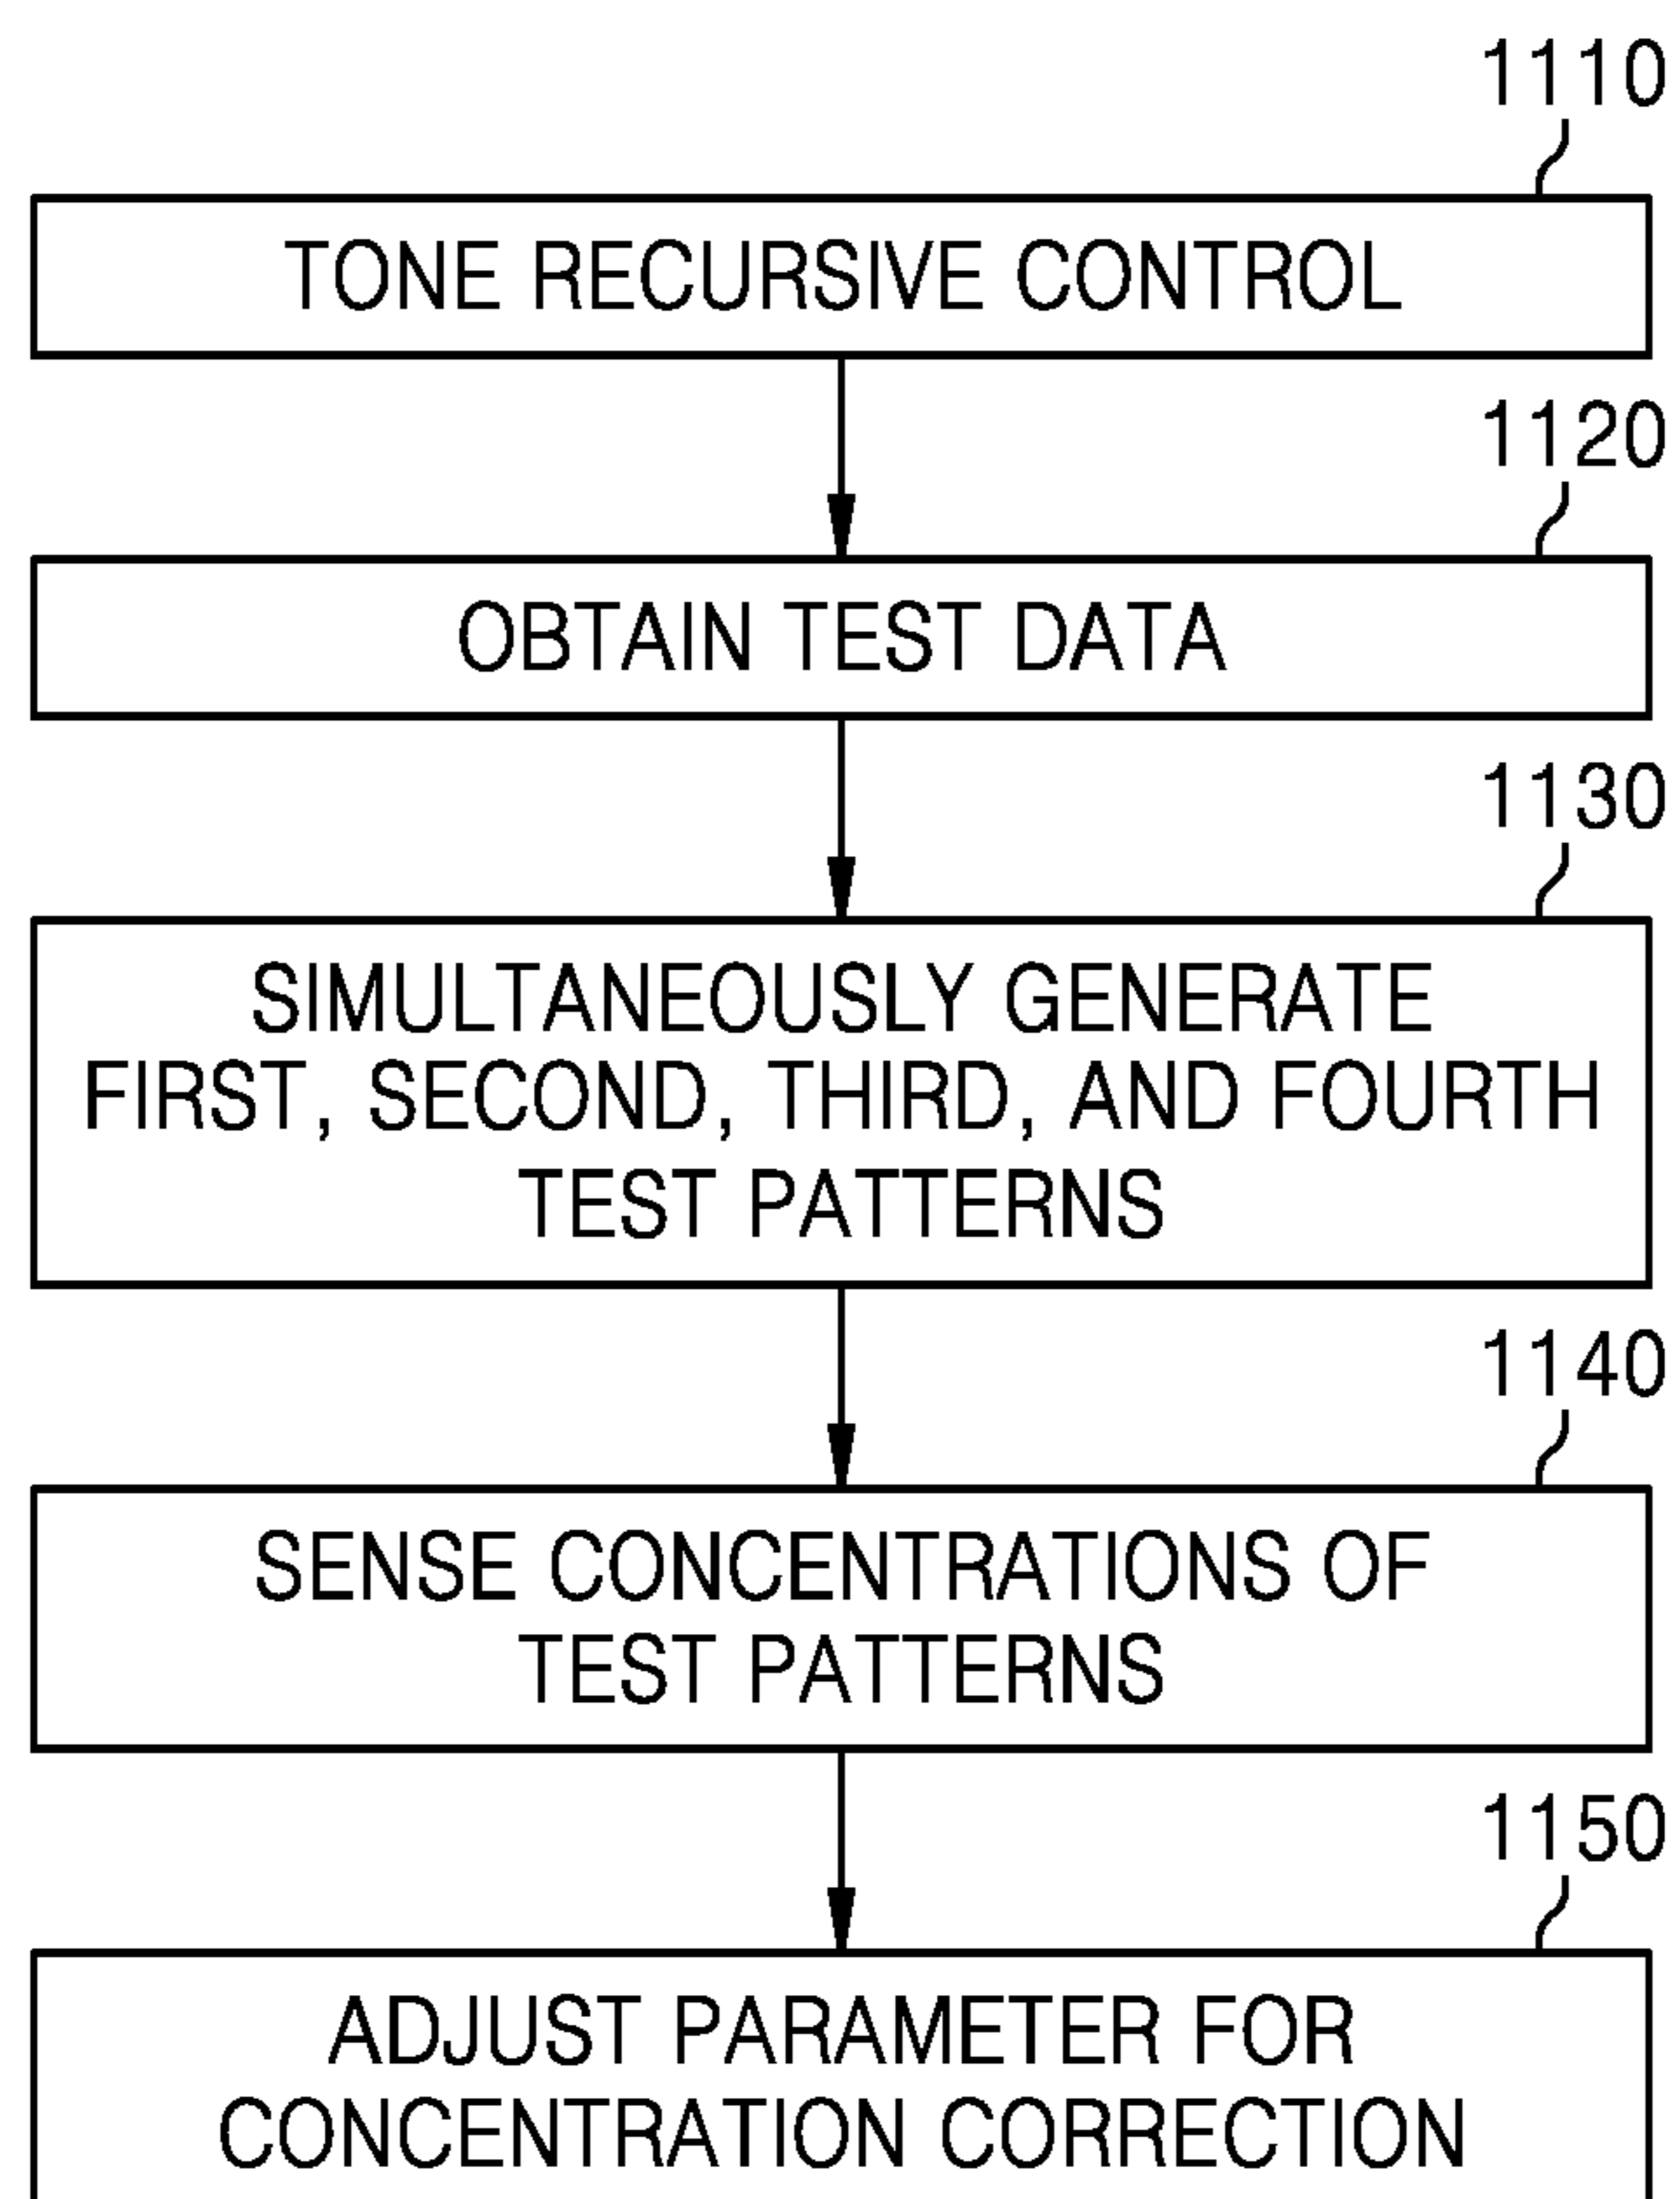 1110
TONE RECURSIVE CONTROL
1120
OBTAIN TEST DATA
1130
SIMULTANEOUSLY GENERATE
FIRST, SECOND, THIRD, AND FOURTH
TEST PATTERNS
1140
SENSE CONCENTRATIONS OF
TEST PATTERNS
1150
ADJUST PARAMETER FOR
CONCENTRATION CORRECTION